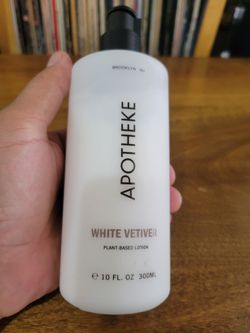 BROOKLYN NY
APOTHEKE
WHITE VETIVER
PLANT-BASED LOTION
℮ 10 FL. OZ 300ML